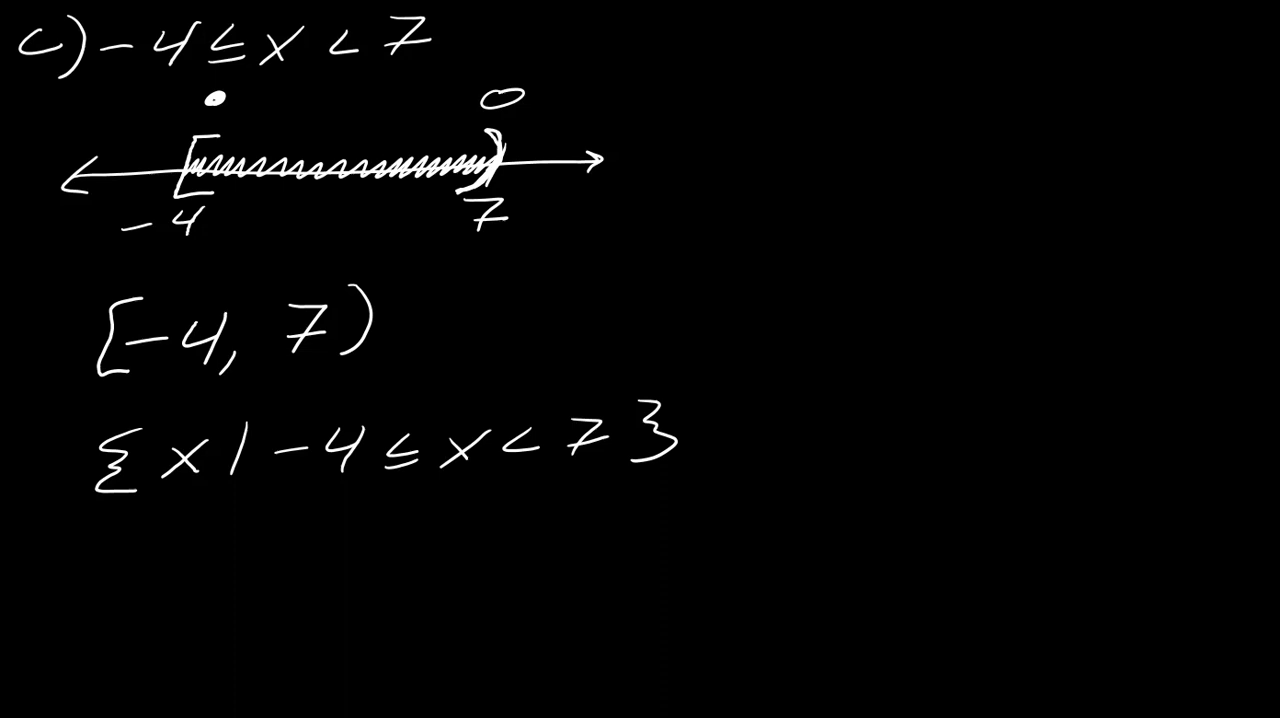 c) -4 ≤ x < 7
[ )
-4 7
[-4, 7)
{x | -4 ≤ x < 7}